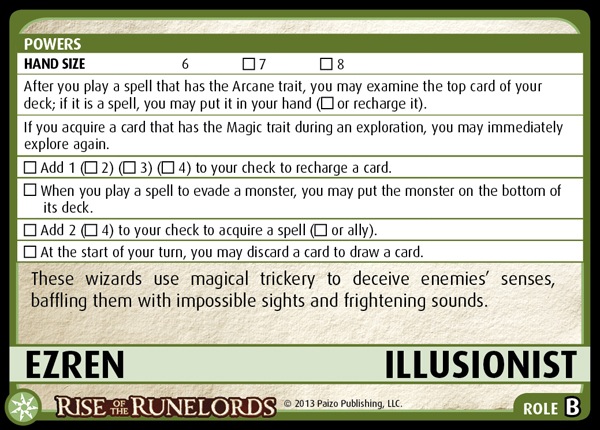 POWERS
HAND SIZE 6 ☐ 7 ☐ 8
After you play a spell that has the Arcane trait, you may examine the top card of your
deck; if it is a spell, you may put it in your hand (☐ or recharge it).
If you acquire a card that has the Magic trait during an exploration, you may immediately
explore again.
☐ Add 1 (☐ 2) (☐ 3) (☐ 4) to your check to recharge a card.
☐ When you play a spell to evade a monster, you may put the monster on the bottom of
its deck.
☐ Add 2 (☐ 4) to your check to acquire a spell (☐ or ally).
☐ At the start of your turn, you may discard a card to draw a card.
These wizards use magical trickery to deceive enemies’ senses,
baffling them with impossible sights and frightening sounds.
EZREN ILLUSIONIST
RISE OF THE RUNELORDS © 2013 Paizo Publishing, LLC. ROLE B